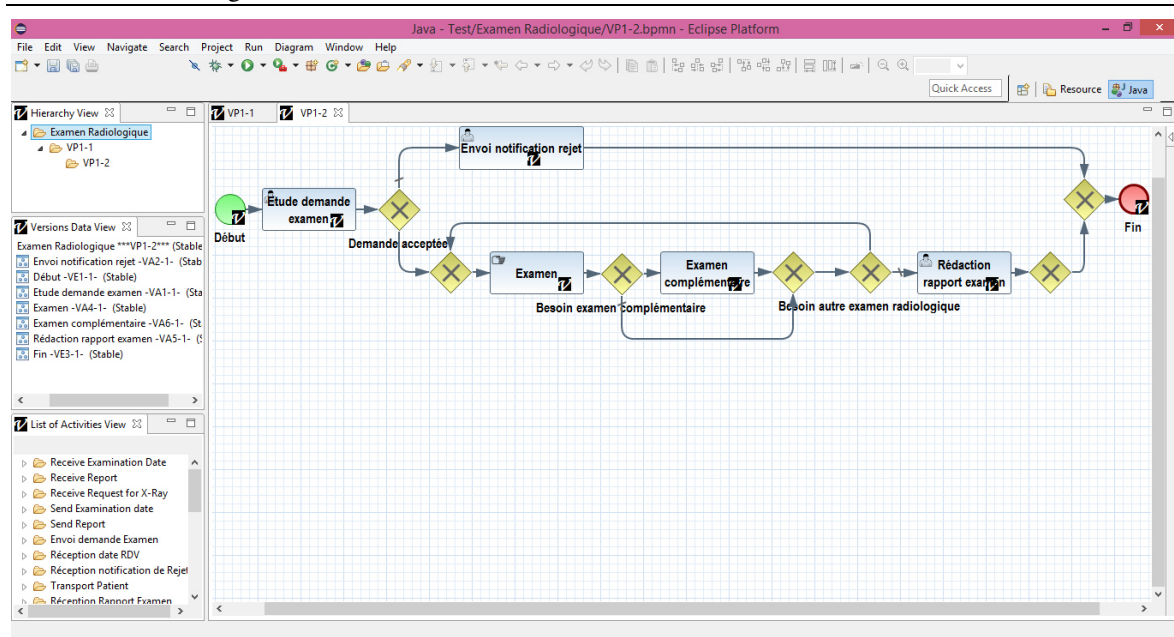 Java - Test/Examen Radiologique/VP1-2.bpmn - Eclipse Platform
File Edit View Navigate Search Project Run Diagram Window Help
Quick Access
Resource
Java
Hierarchy View
Examen Radiologique
VP1-1
VP1-2
Versions Data View
Examen Radiologique ***VP1-2*** (Stable
Envoi notification rejet -VA2-1- (Stab
Début -VE1-1- (Stable)
Etude demande examen -VA1-1- (Sta
Examen -VA4-1- (Stable)
Examen complémentaire -VA6-1- (St
Rédaction rapport examen -VA5-1- (S
Fin -VE3-1- (Stable)
List of Activities View
Receive Examination Date
Receive Report
Receive Request for X-Ray
Send Examination date
Send Report
Envoi demande Examen
Réception date RDV
Réception notification de Rejet
Transport Patient
Réception Rapport Examen
VP1-1
VP1-2
Envoi notification rejet
Etude demande
examen
Début
Demande acceptée
Fin
Examen
Examen
complémentaire
Rédaction
rapport examen
Besoin examen complémentaire
Besoin autre examen radiologique